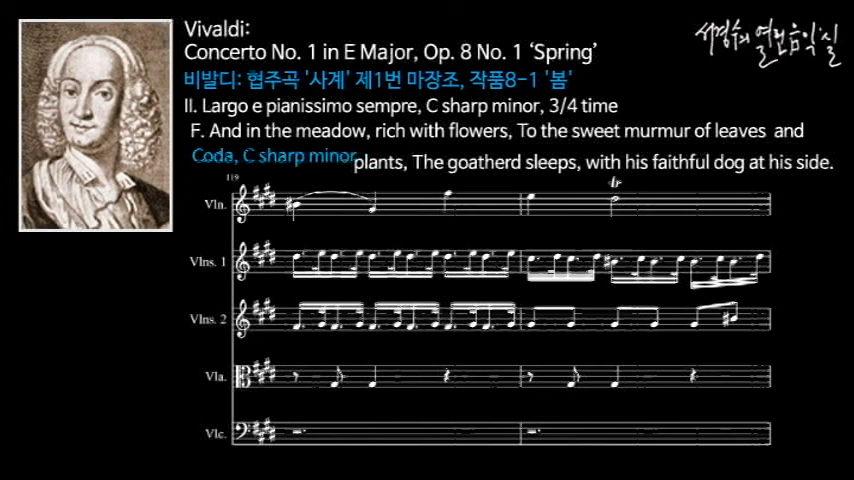 Vivaldi:
Concerto No. 1 in E Major, Op. 8 No. 1 ‘Spring’
비발디: 협주곡 '사계' 제1번 마장조, 작품8-1 '봄'
II. Largo e pianissimo sempre, C sharp minor, 3/4 time
F. And in the meadow, rich with flowers, To the sweet murmur of leaves and
Coda, C sharp minor
plants, The goatherd sleeps, with his faithful dog at his side.
서경수의 열린음악실
119
tr
Vln.
Vlns. 1
Vlns. 2
Vla.
Vlc.